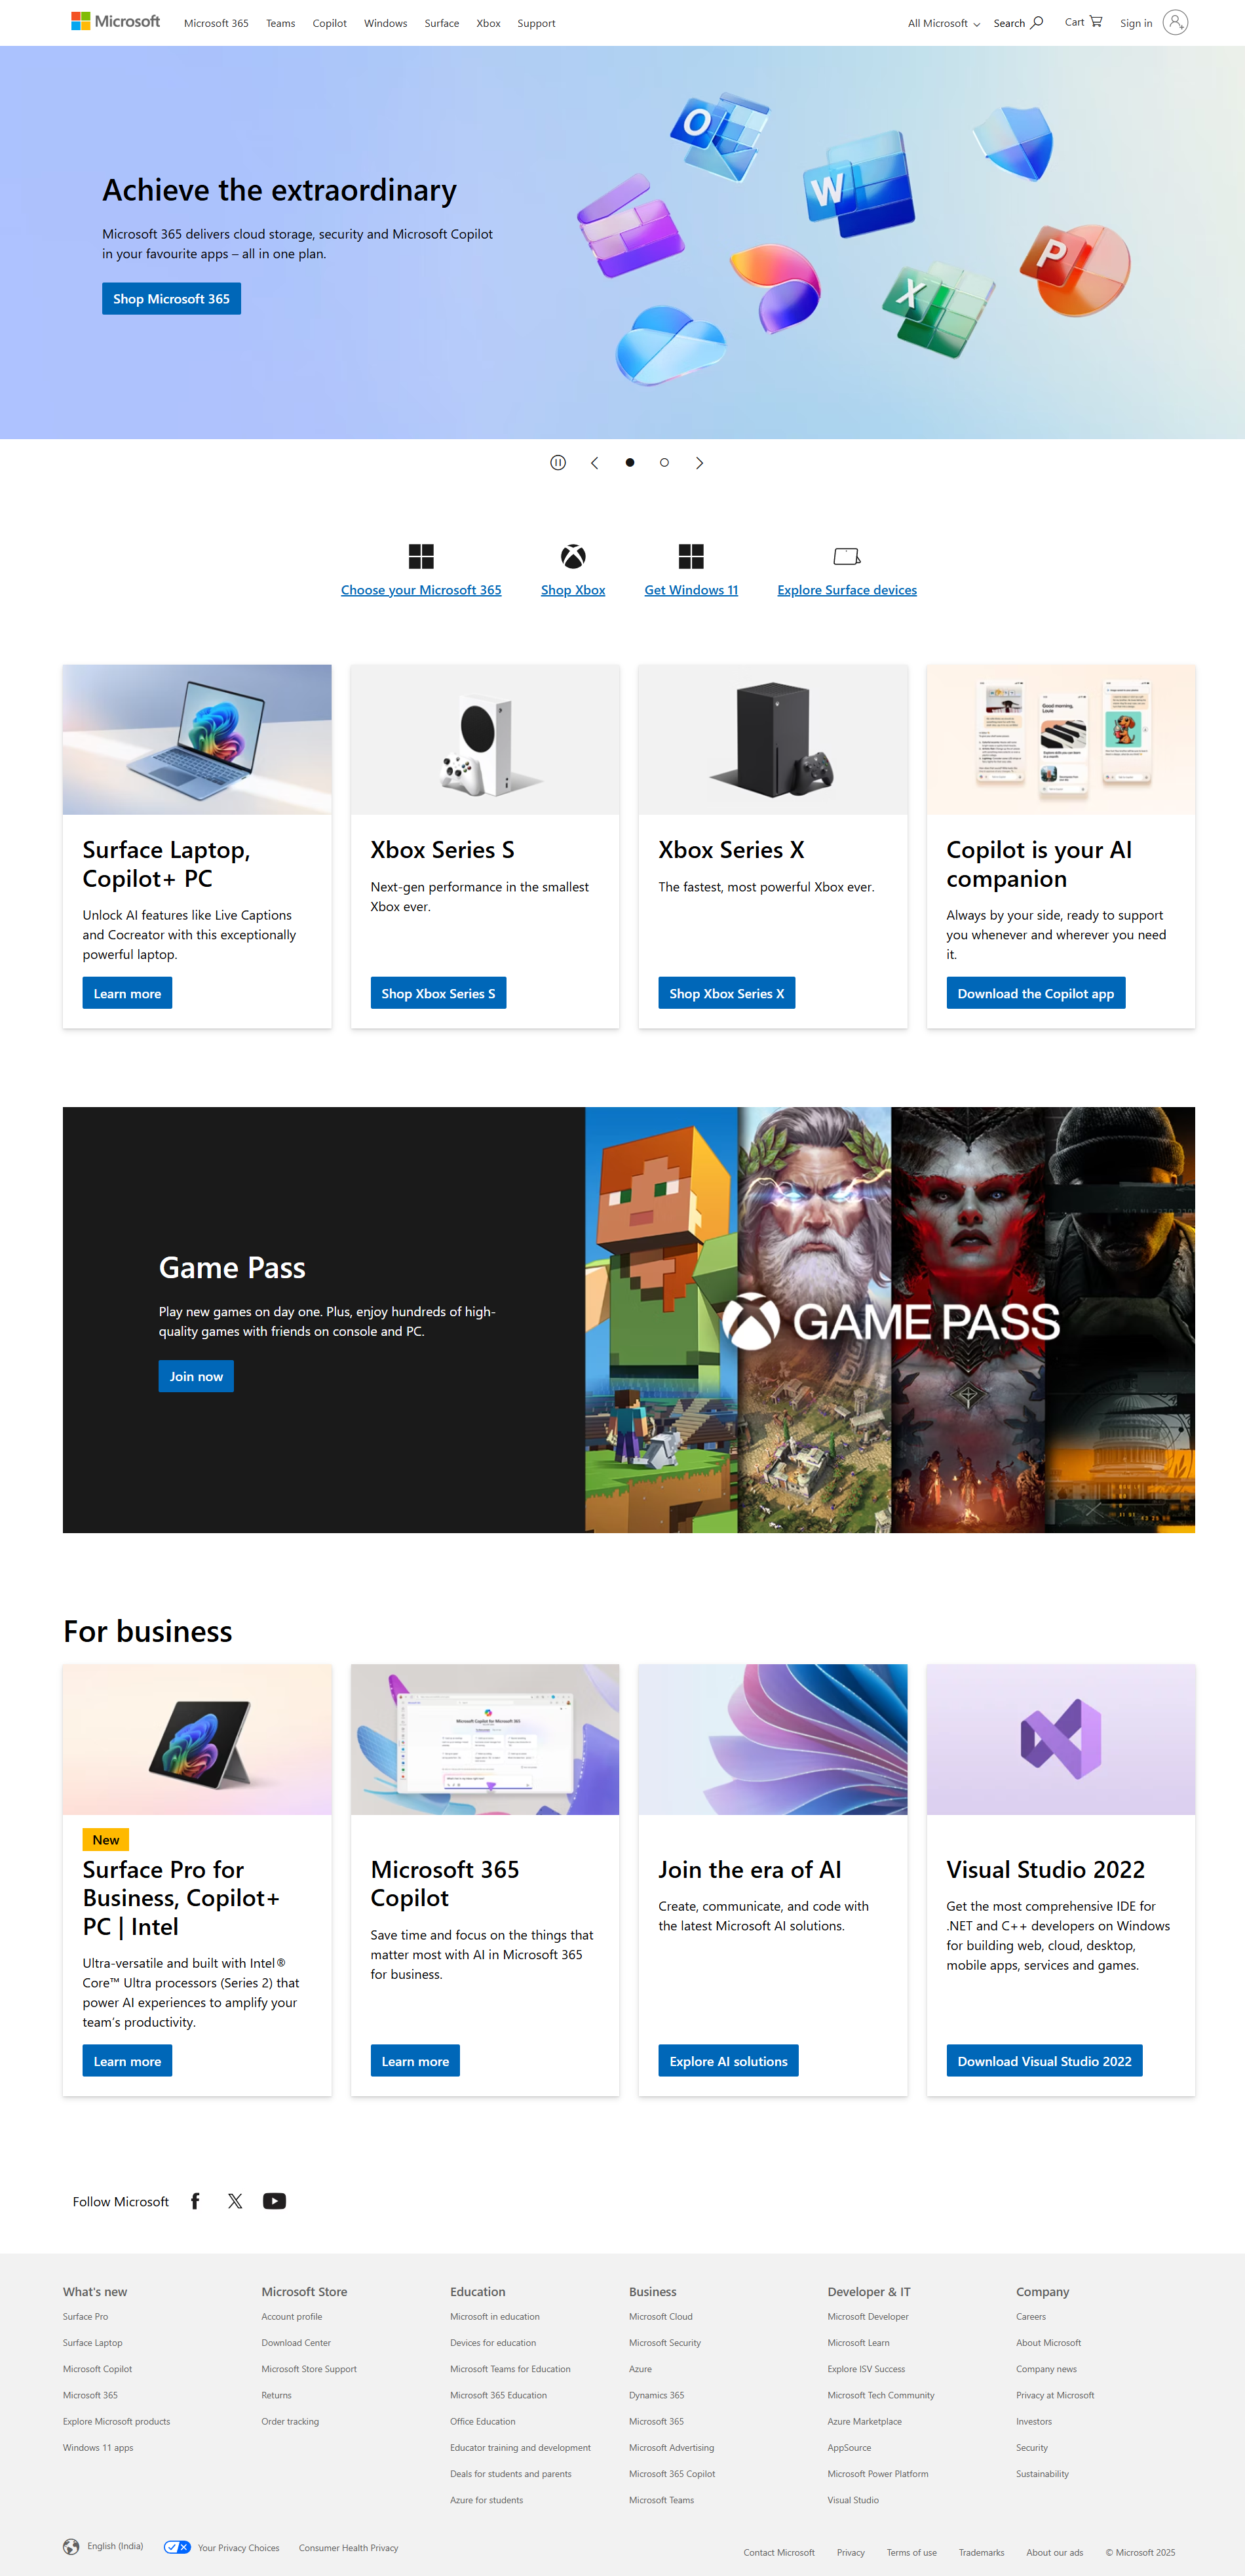 Microsoft
Microsoft 365 Teams Copilot Windows Surface Xbox Support
All Microsoft Search Cart Sign in
Achieve the extraordinary
Microsoft 365 delivers cloud storage, security and Microsoft Copilot
in your favourite apps – all in one plan.
Shop Microsoft 365
O
W
P
X
Choose your Microsoft 365
Shop Xbox
Get Windows 11
Explore Surface devices
Good morning,
Louie
Surface Laptop,
Copilot+ PC
Unlock AI features like Live Captions
and Cocreator with this exceptionally
powerful laptop.
Learn more
Xbox Series S
Next-gen performance in the smallest
Xbox ever.
Shop Xbox Series S
Xbox Series X
The fastest, most powerful Xbox ever.
Shop Xbox Series X
Copilot is your AI
companion
Always by your side, ready to support
you whenever and wherever you need
it.
Download the Copilot app
Game Pass
Play new games on day one. Plus, enjoy hundreds of high-
quality games with friends on console and PC.
Join now
GAME PASS
For business
Microsoft Copilot for Microsoft 365
New
Surface Pro for
Business, Copilot+
PC | Intel
Ultra-versatile and built with Intel®
Core™ Ultra processors (Series 2) that
power AI experiences to amplify your
team's productivity.
Learn more
Microsoft 365
Copilot
Save time and focus on the things that
matter most with AI in Microsoft 365
for business.
Learn more
Join the era of AI
Create, communicate, and code with
the latest Microsoft AI solutions.
Explore AI solutions
Visual Studio 2022
Get the most comprehensive IDE for
.NET and C++ developers on Windows
for building web, cloud, desktop,
mobile apps, services and games.
Download Visual Studio 2022
Follow Microsoft
What's new
Surface Pro
Surface Laptop
Microsoft Copilot
Microsoft 365
Explore Microsoft products
Windows 11 apps
Microsoft Store
Account profile
Download Center
Microsoft Store Support
Returns
Order tracking
Education
Microsoft in education
Devices for education
Microsoft Teams for Education
Microsoft 365 Education
Office Education
Educator training and development
Deals for students and parents
Azure for students
Business
Microsoft Cloud
Microsoft Security
Azure
Dynamics 365
Microsoft 365
Microsoft Advertising
Microsoft 365 Copilot
Microsoft Teams
Developer & IT
Microsoft Developer
Microsoft Learn
Explore ISV Success
Microsoft Tech Community
Azure Marketplace
AppSource
Microsoft Power Platform
Visual Studio
Company
Careers
About Microsoft
Company news
Privacy at Microsoft
Investors
Security
Sustainability
English (India) Your Privacy Choices Consumer Health Privacy
Contact Microsoft Privacy Terms of use Trademarks About our ads © Microsoft 2025